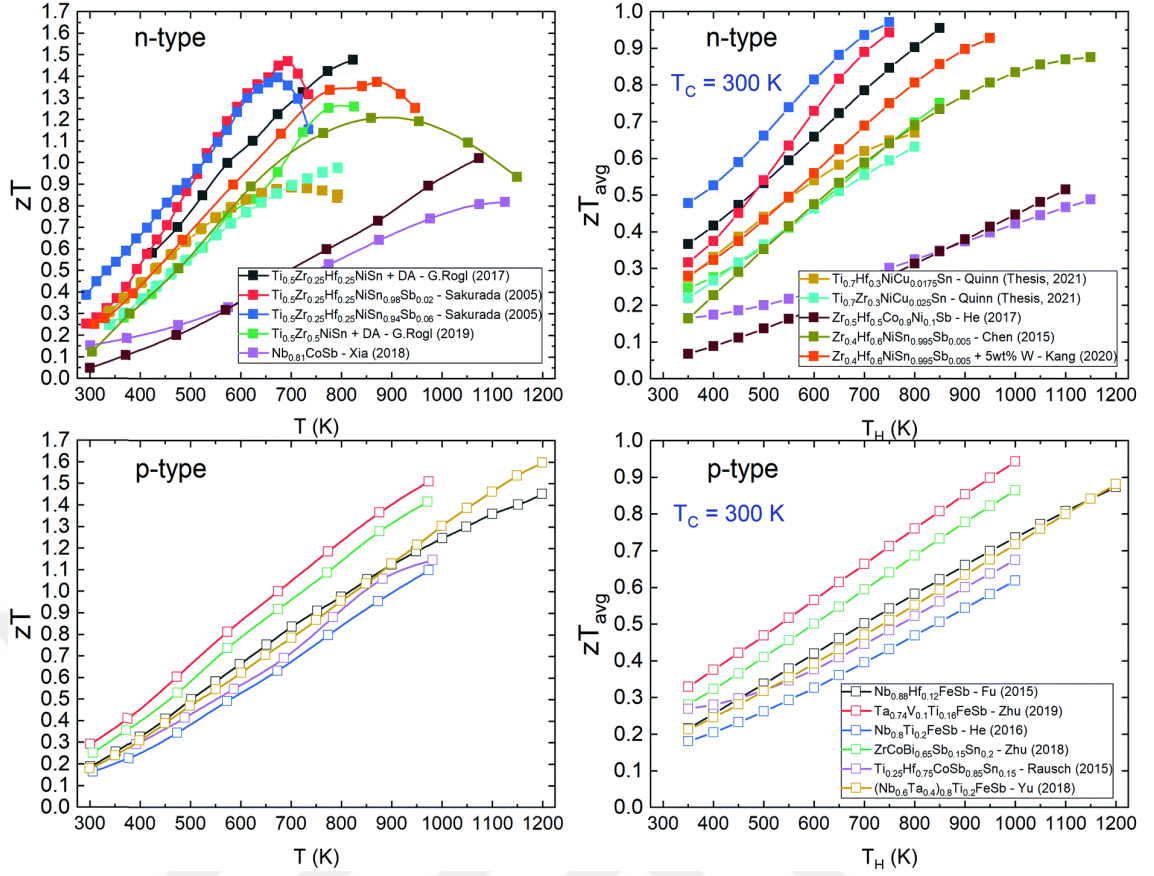 n-type
zT
1.7
1.6
1.5
1.4
1.3
1.2
1.1
1.0
0.9
0.8
0.7
0.6
0.5
0.4
0.3
0.2
0.1
0.0
300 400 500 600 700 800 900 1000 1100 1200
T (K)
Ti0.5Zr0.25Hf0.25NiSn + DA - G.Rogl (2017)
Ti0.5Zr0.25Hf0.25NiSn0.98Sb0.02 - Sakurada (2005)
Ti0.5Zr0.25Hf0.25NiSn0.94Sb0.06 - Sakurada (2005)
Ti0.5Zr0.5NiSn + DA - G.Rogl (2019)
Nb0.81CoSb - Xia (2018)
n-type
TC = 300 K
zTavg
1.0
0.9
0.8
0.7
0.6
0.5
0.4
0.3
0.2
0.1
0.0
300 400 500 600 700 800 900 1000 1100 1200
TH (K)
Ti0.7Hf0.3NiCu0.0175Sn - Quinn (Thesis, 2021)
Ti0.7Zr0.3NiCu0.025Sn - Quinn (Thesis, 2021)
Zr0.5Hf0.5Co0.9Ni0.1Sb - He (2017)
Zr0.4Hf0.6NiSn0.995Sb0.005 - Chen (2015)
Zr0.4Hf0.6NiSn0.995Sb0.005 + 5wt% W - Kang (2020)
p-type
zT
1.7
1.6
1.5
1.4
1.3
1.2
1.1
1.0
0.9
0.8
0.7
0.6
0.5
0.4
0.3
0.2
0.1
0.0
300 400 500 600 700 800 900 1000 1100 1200
T (K)
p-type
TC = 300 K
zTavg
1.0
0.9
0.8
0.7
0.6
0.5
0.4
0.3
0.2
0.1
0.0
300 400 500 600 700 800 900 1000 1100 1200
TH (K)
Nb0.88Hf0.12FeSb - Fu (2015)
Ta0.74V0.1Ti0.16FeSb - Zhu (2019)
Nb0.8Ti0.2FeSb - He (2016)
ZrCoBi0.65Sb0.15Sn0.2 - Zhu (2018)
Ti0.25Hf0.75CoSb0.85Sn0.15 - Rausch (2015)
(Nb0.6Ta0.4)0.8Ti0.2FeSb - Yu (2018)